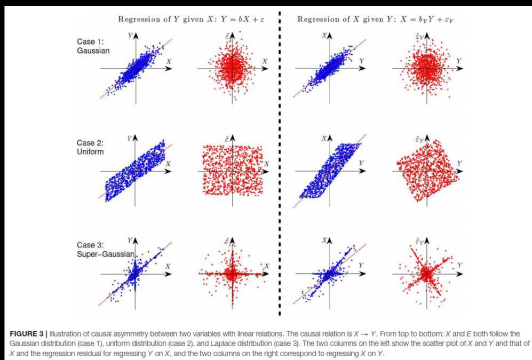 Regression of Y given X: Y = bX + ε
Regression of X given Y: X = b_Y Y + ε_Y
Case 1:
Gaussian
Y
X
ε̂
X
X
Y
ε̂_Y
Y
Case 2:
Uniform
Y
X
ε̂
X
X
Y
ε̂_Y
Y
Case 3:
Super-Gaussian
Y
X
ε̂
X
X
Y
ε̂_Y
Y
FIGURE 3 | Illustration of causal asymmetry between two variables with linear relations. The causal relation is X → Y. From top to bottom: X and E both follow the
Gaussian distribution (case 1), uniform distribution (case 2), and Laplace distribution (case 3). The two columns on the left show the scatter plot of X and Y and that of
X and the regression residual for regressing Y on X, and the two columns on the right correspond to regressing X on Y.